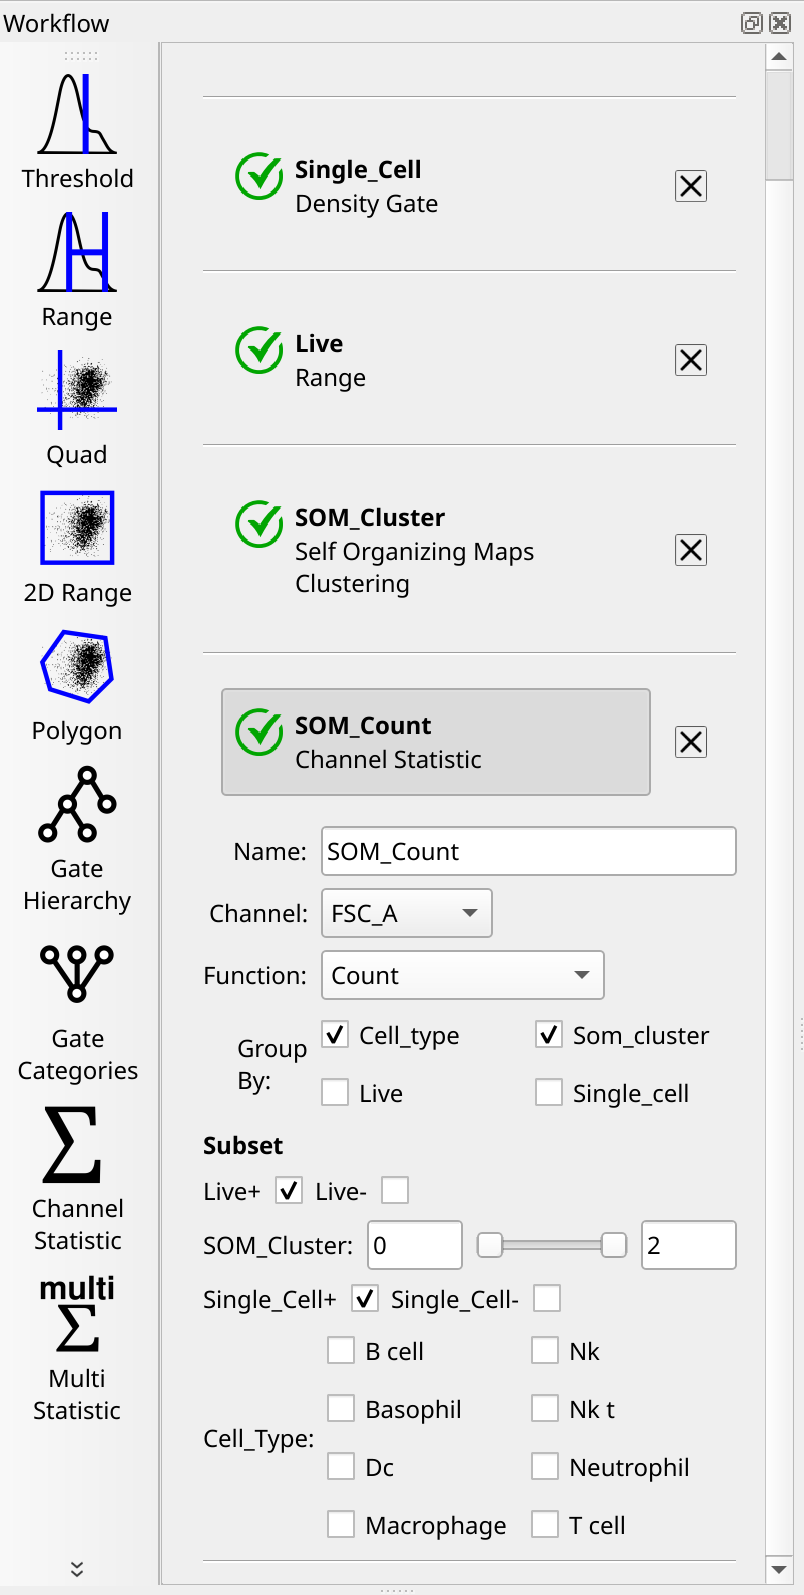 Workflow
Threshold
Range
Quad
2D Range
Polygon
Gate
Hierarchy
Gate
Categories
Channel
Statistic
multi
Multi
Statistic
Single_Cell
Density Gate
Live
Range
SOM_Cluster
Self Organizing Maps
Clustering
SOM_Count
Channel Statistic
Name: SOM_Count
Channel: FSC_A
Function: Count
Group By:
Cell_type Som_cluster
Live Single_cell
Subset
Live+ Live-
SOM_Cluster: 0 2
Single_Cell+ Single_Cell-
Cell_Type:
B cell Nk
Basophil Nk t
Dc Neutrophil
Macrophage T cell